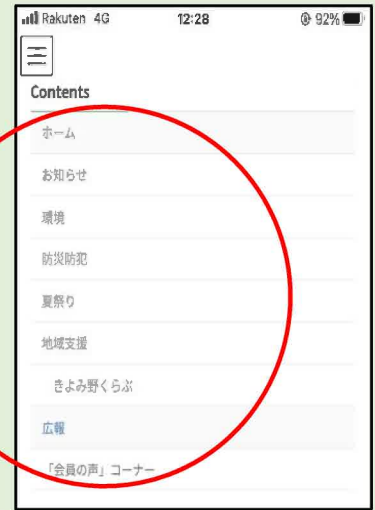 Rakuten 4G 12:28 92%
Contents
ホーム
お知らせ
環境
防災防犯
夏祭り
地域支援
きよみ野くらぶ
広報
「会員の声」コーナー